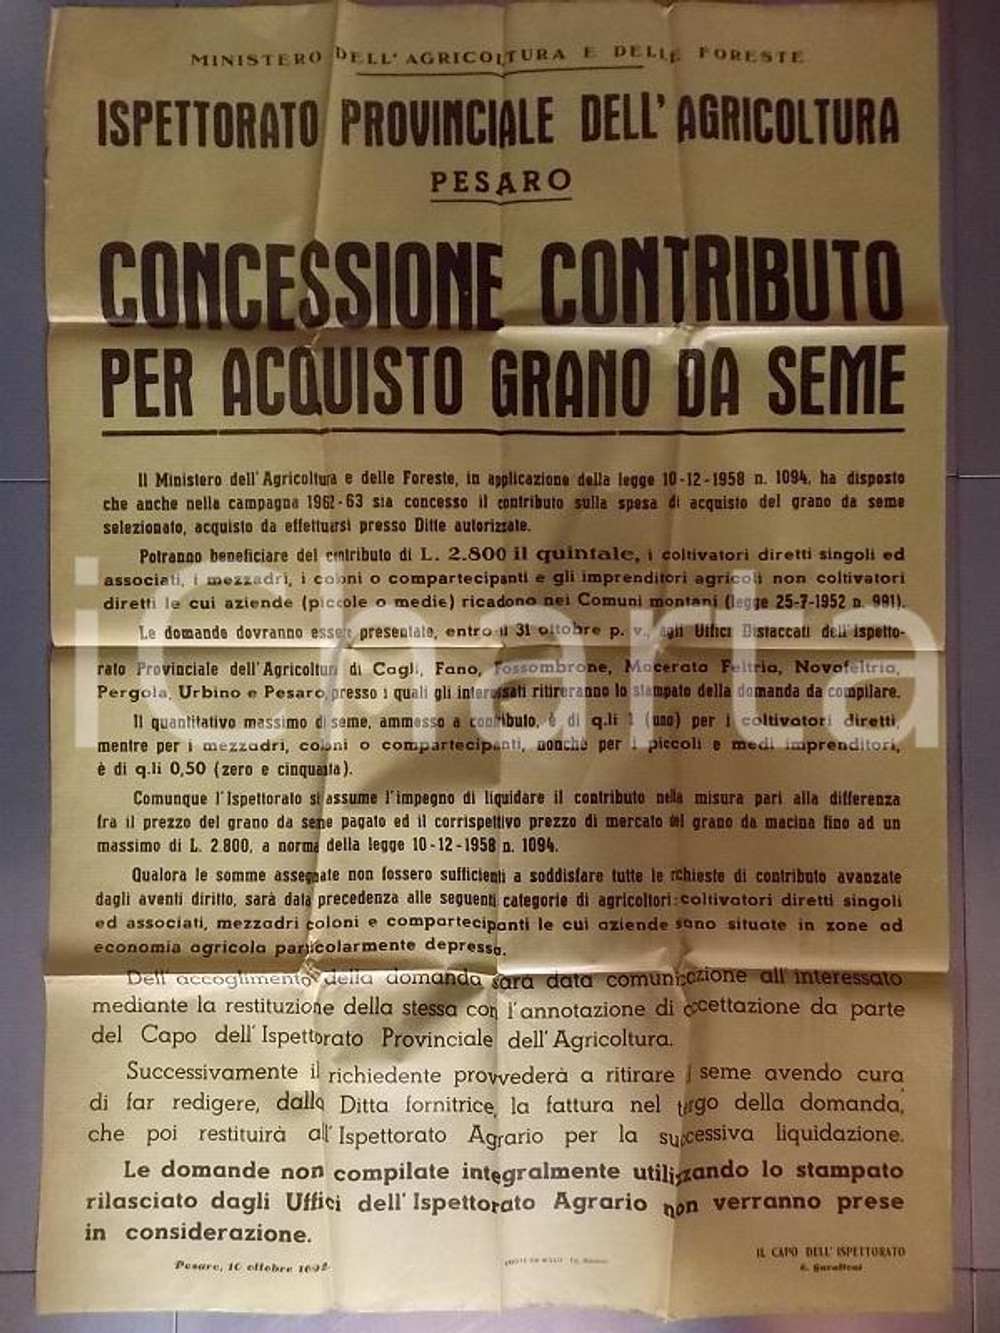 MINISTERO DELL'AGRICOLTURA E DELLE FORESTE
ISPETTORATO PROVINCIALE DELL'AGRICOLTURA
PESARO
CONCESSIONE CONTRIBUTO
PER ACQUISTO GRANO DA SEME
Il Ministero dell'Agricoltura e delle Foreste, in applicazione della legge 10-12-1958 n. 1094, ha disposto
che anche nella campagna 1962-63 sia concesso il contributo sulla spesa di acquisto del grano da seme
selezionato, acquisto da effettuarsi presso Ditte autorizzate.
Potranno beneficiare del contributo di L. 2.800 il quintale, i coltivatori diretti singoli ed
associati, i mezzadri, i coloni o compartecipanti e gli imprenditori agricoli non coltivatori
diretti le cui aziende (piccole o medie) ricadono nei Comuni montani (legge 25-7-1952 n. 991).
Le domande dovranno essere presentate, entro il 31 ottobre p. v., agli Uffici Distaccati dell'Ispetto-
rato Provinciale dell'Agricoltura di Cagli, Fano, Fossombrone, Macerata Feltria, Novafeltria,
Pergola, Urbino e Pesaro, presso i quali gli interessati ritireranno lo stampato della domanda da compilare.
Il quantitativo massimo di seme, ammesso a contributo, è di q.li 1 (uno) per i coltivatori diretti,
mentre per i mezzadri, coloni o compartecipanti, nonchè per i piccoli e medi imprenditori,
è di q.li 0,50 (zero e cinquanta).
Comunque l'Ispettorato si assume l'impegno di liquidare il contributo nella misura pari alla differenza
fra il prezzo del grano da seme pagato ed il corrispettivo prezzo di mercato del grano da macina fino ad un
massimo di L. 2.800, a norma della legge 10-12-1958 n. 1094.
Qualora le somme assegnate non fossero sufficienti a soddisfare tutte le richieste di contributo avanzate
dagli aventi diritto, sarà data precedenza alle seguenti categorie di agricoltori: coltivatori diretti singoli
ed associati, mezzadri coloni e compartecipanti le cui aziende sono situate in zone ad
economia agricola particolarmente depressa.
Dell'accoglimento della domanda sarà data comunicazione all'interessato
mediante la restituzione della stessa con l'annotazione di accettazione da parte
del Capo dell'Ispettorato Provinciale dell'Agricoltura.
Successivamente il richiedente provvederà a ritirare il seme avendo cura
di far redigere, dalla Ditta fornitrice, la fattura nel tergo della domanda,
che poi restituirà all'Ispettorato Agrario per la successiva liquidazione.
Le domande non compilate integralmente utilizzando lo stampato
rilasciato dagli Uffici dell'Ispettorato Agrario non verranno prese
in considerazione.
Pesaro, 10 ottobre
IL CAPO DELL'ISPETTORATO
icharta